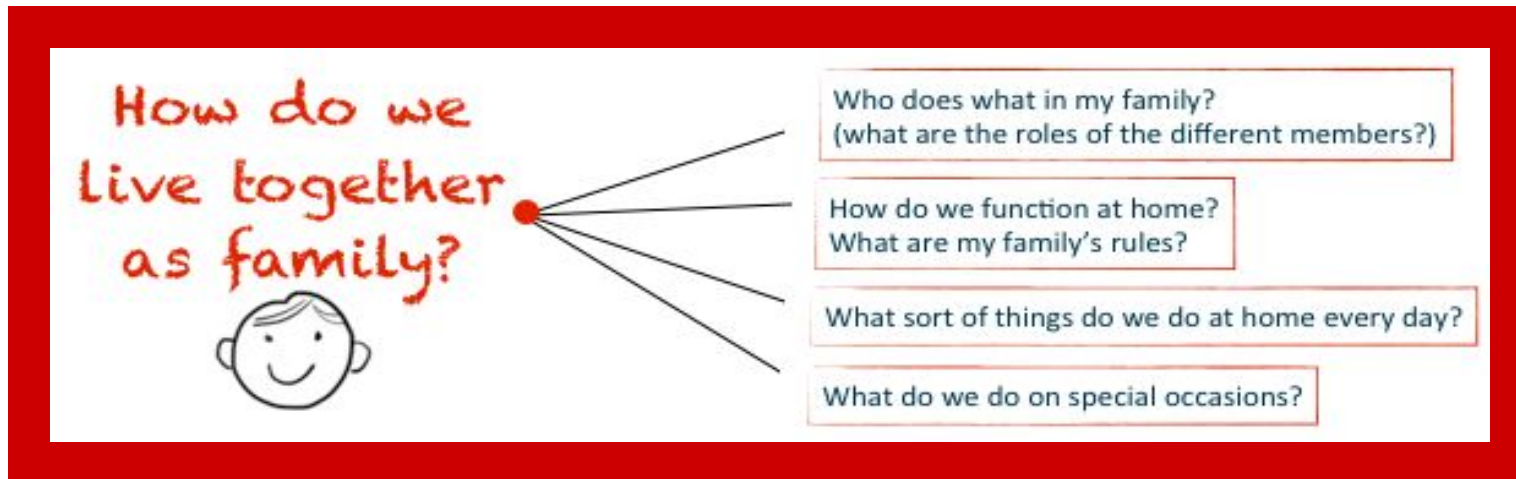 How do we
live together
as family?
Who does what in my family?
(what are the roles of the different members?)
How do we function at home?
What are my family’s rules?
What sort of things do we do at home every day?
What do we do on special occasions?